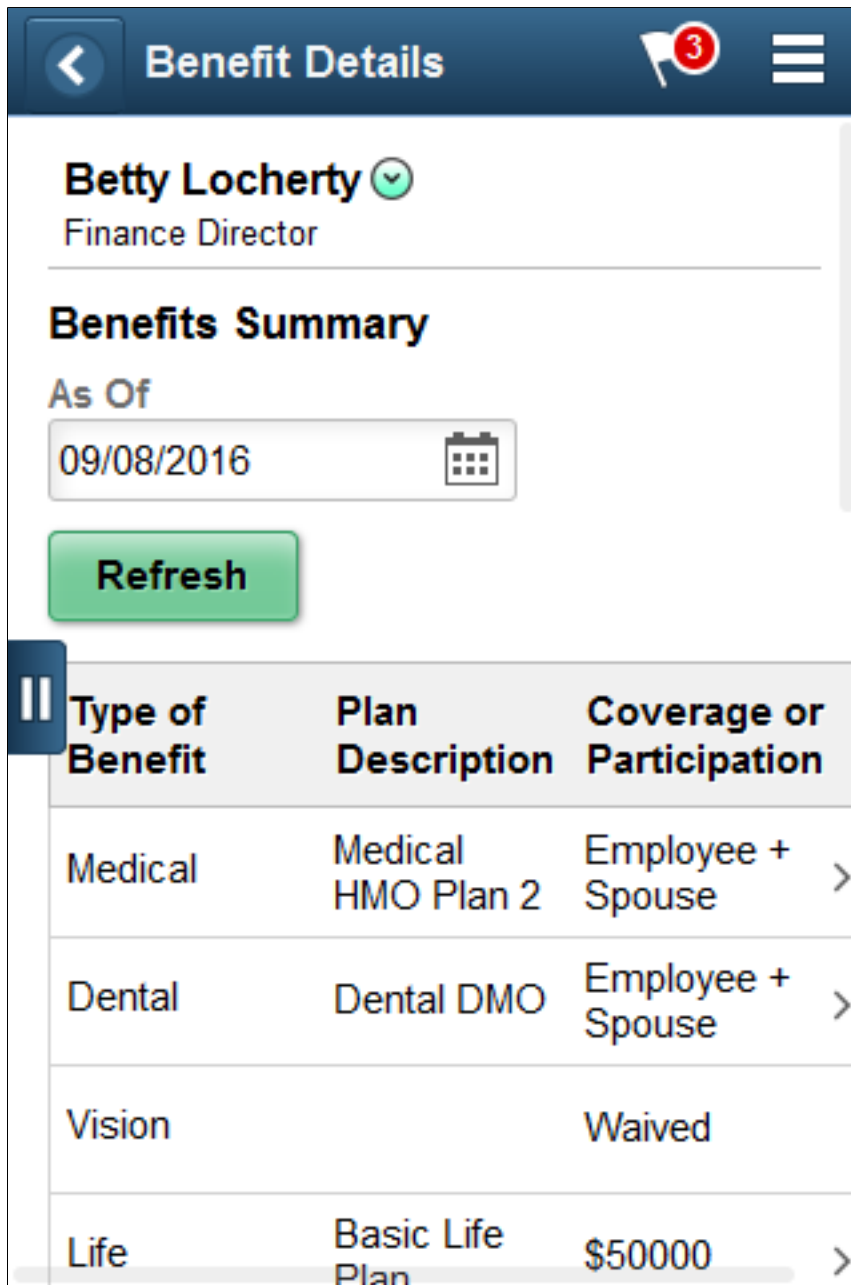 Benefit Details
3
Betty Locherty
Finance Director
Benefits Summary
As Of
09/08/2016
Refresh
Type of Benefit Plan Description Coverage or Participation
Medical Medical HMO Plan 2 Employee + Spouse
Dental Dental DMO Employee + Spouse
Vision Waived
Life Basic Life Plan $50000